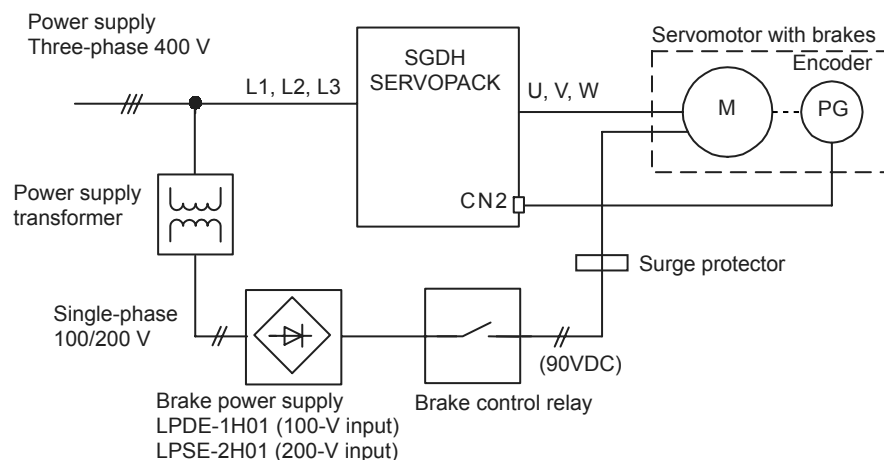 Power supply
Three-phase 400 V
SGDH
SERVOPACK
Servomotor with brakes
Encoder
L1, L2, L3
U, V, W
M
PG
Power supply
transformer
CN2
Surge protector
Single-phase
100/200 V
(90VDC)
Brake power supply
LPDE-1H01 (100-V input)
LPSE-2H01 (200-V input)
Brake control relay